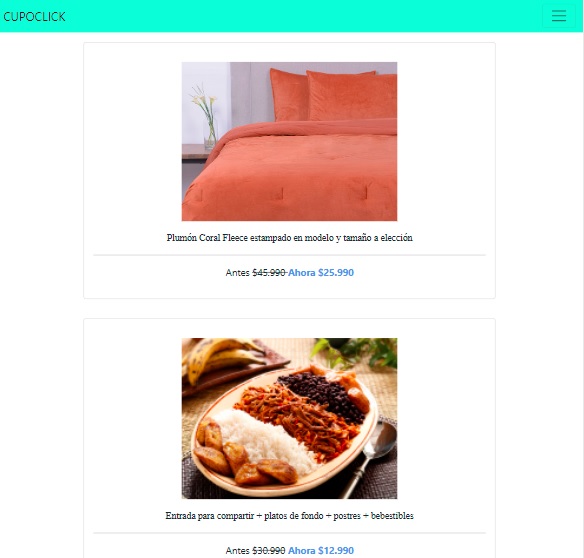 CUPOCLICK
Plumón Coral Fleece estampado en modelo y tamaño a elección
Antes $45.990 Ahora $25.990
Entrada para compartir + platos de fondo + postres + bebestibles
Antes $30.990 Ahora $12.990